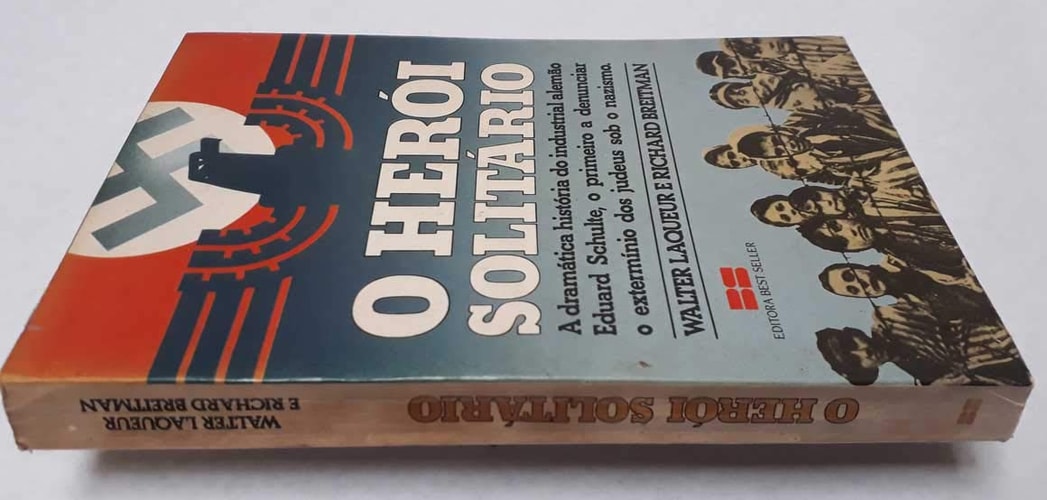 O HERÓI
SOLITÁRIO
A dramática história do industrial alemão
Eduard Schulte, o primeiro a denunciar
o extermínio dos judeus sob o nazismo.
WALTER LAQUEUR E RICHARD BREITMAN
EDITORA BEST SELLER
WALTER LAQUEUR
E RICHARD BREITMAN
O HERÓI SOLITÁRIO